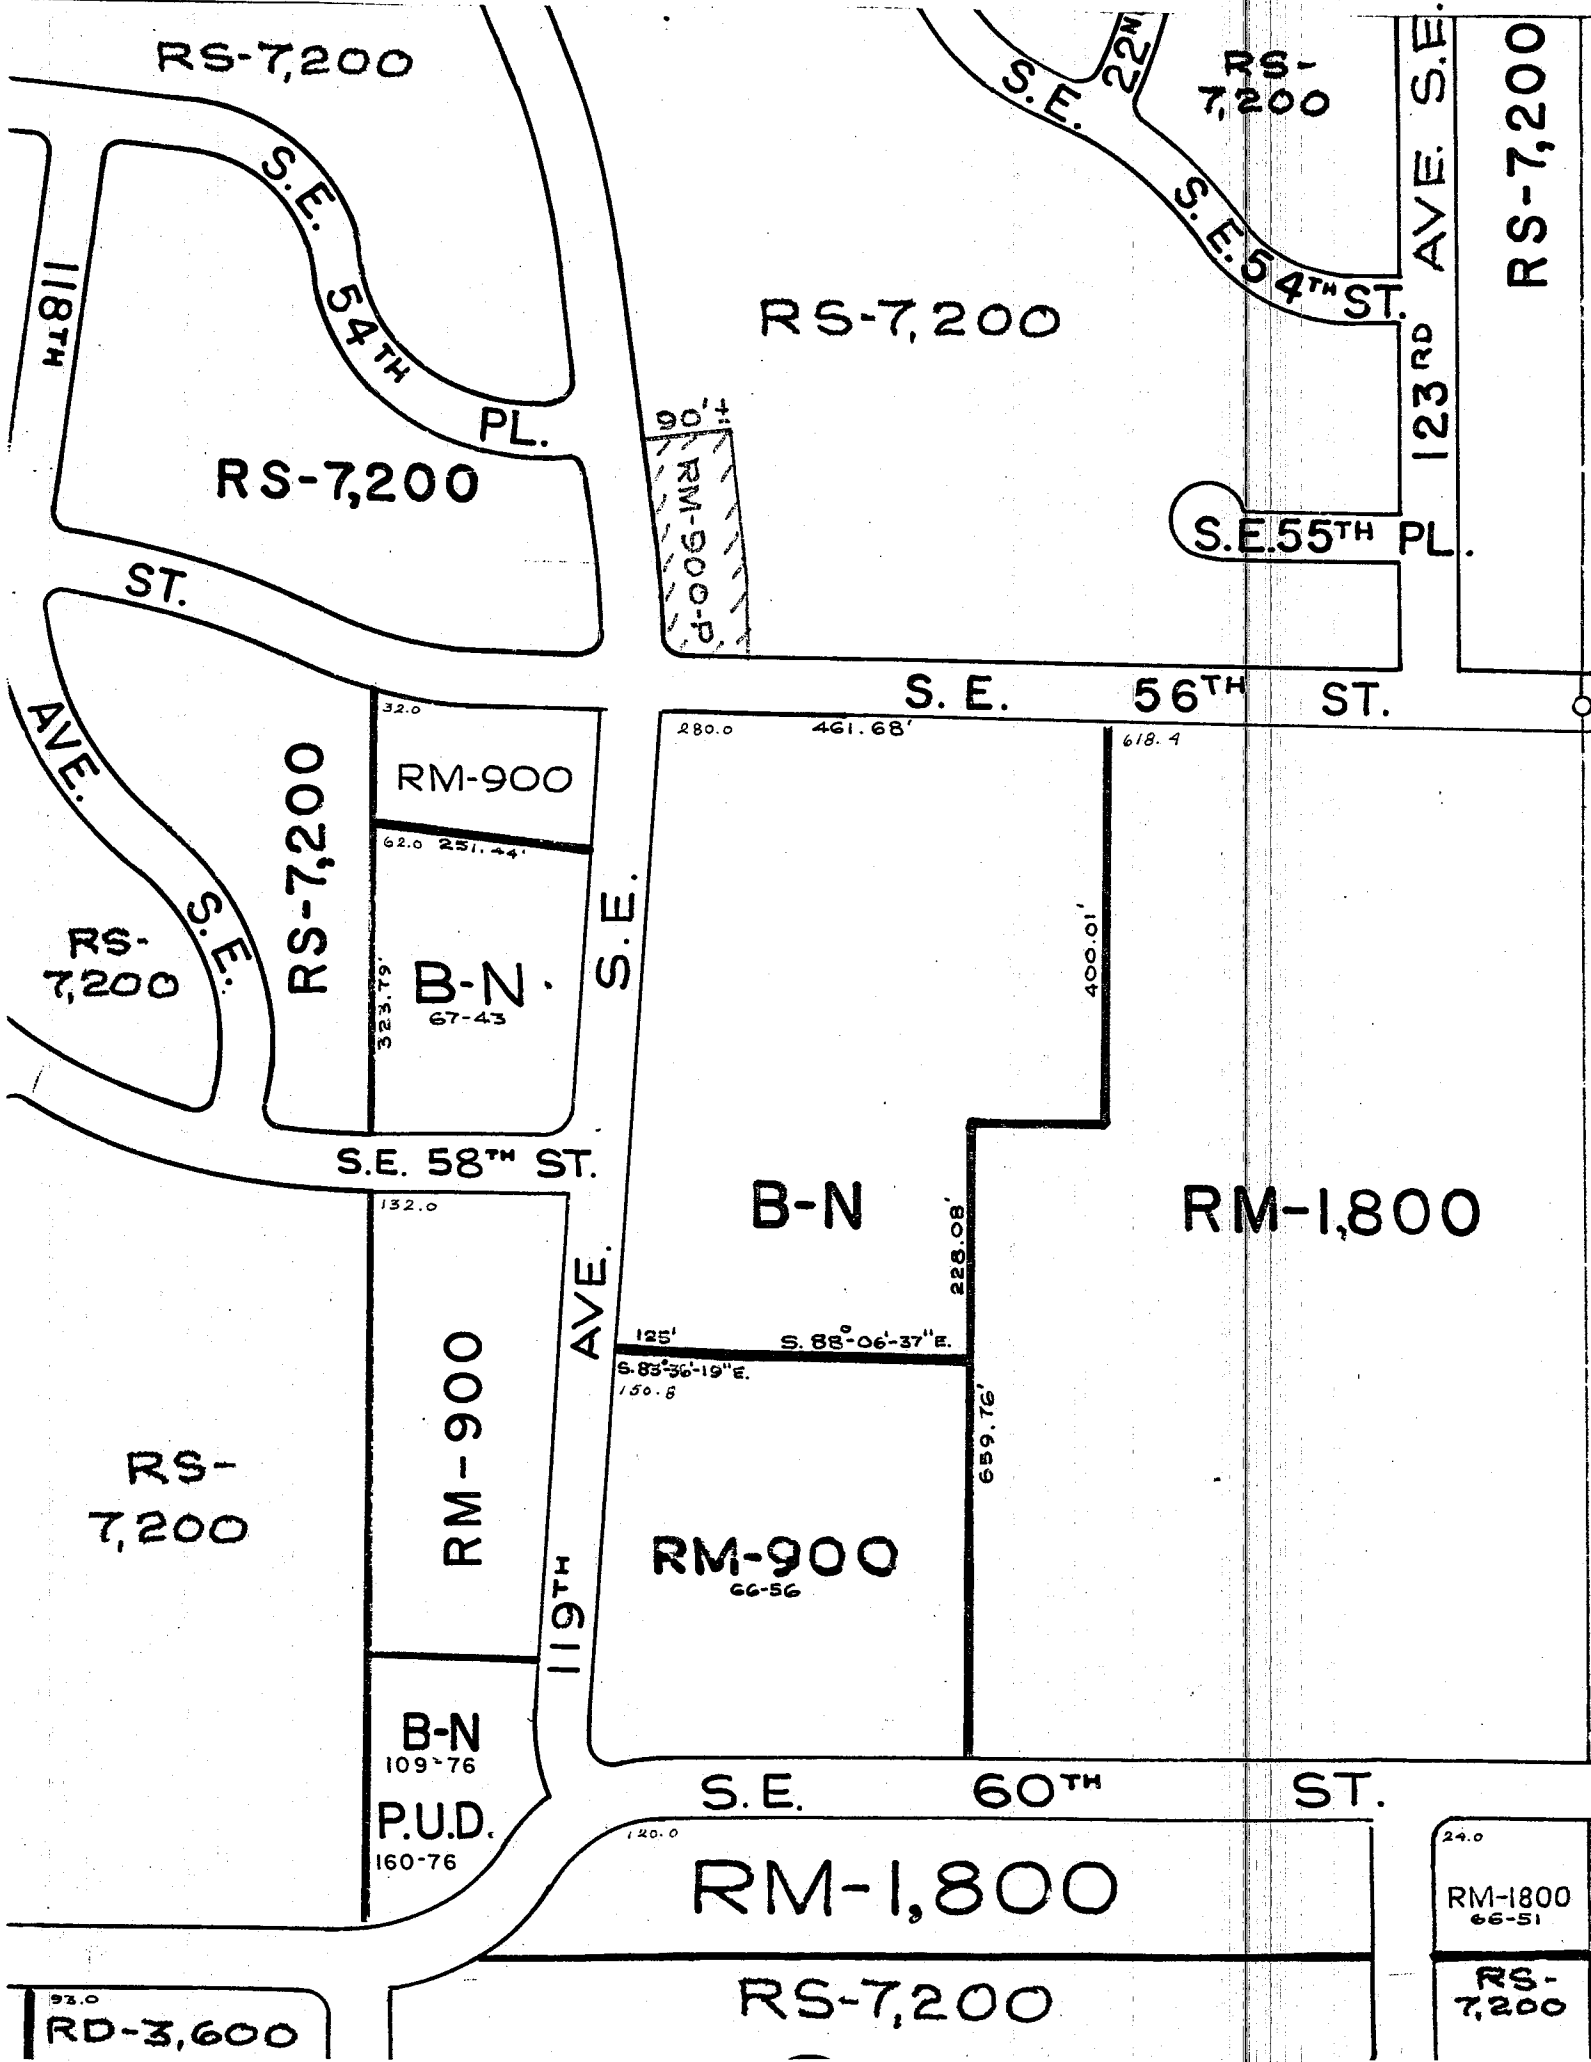 RS-7,200
S.E.
22N
RS-
7,200
AVE. S.E.
RS-7,200
S.E.
54TH
PL.
118TH
S.E. 54TH ST.
RS-7,200
123RD
90'±
RM-900-P
RS-7,200
S.E. 55TH PL.
ST.
S. E. 56TH ST.
AVE.
S.E.
32.0
280.0
461.68'
618.4
RM-900
RS-7,200
62.0 251.44'
S.E.
RS-
7,200
400.01'
323.79'
B-N
67-43
S.E. 58TH ST.
132.0
B-N
228.08'
RM-1,800
AVE.
125'
S. 88°-06'-37"E.
S. 83°-36'-19"E.
150.8
659.76'
RM-900
RS-
7,200
RM-900
66-56
119TH
B-N
109-76
P.U.D.
160-76
S.E. 60TH ST.
120.0
24.0
RM-1,800
RM-1800
66-51
RS-7,200
RS-
7,200
93.0
RD-3,600